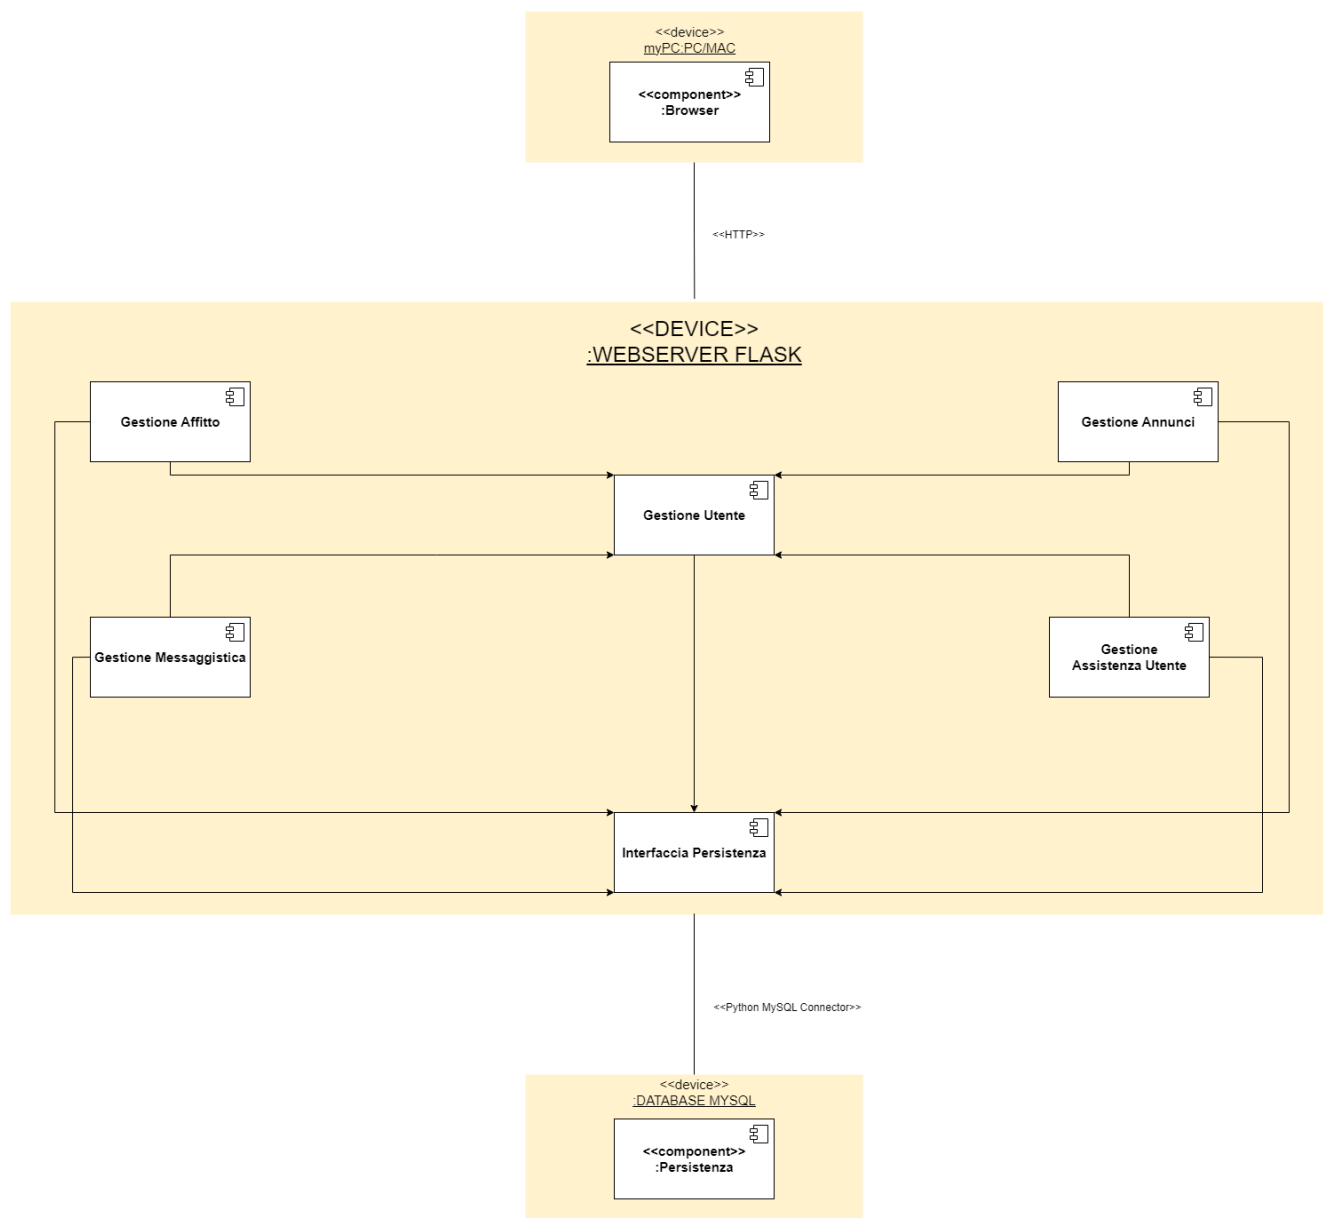 <<device>>
myPC:PC/MAC
<<component>>
:Browser
<<HTTP>>
<<DEVICE>>
:WEBSERVER FLASK
Gestione Affitto
Gestione Annunci
Gestione Utente
Gestione Messaggistica
Gestione
Assistenza Utente
Interfaccia Persistenza
<<Python MySQL Connector>>
<<device>>
:DATABASE MYSQL
<<component>>
:Persistenza